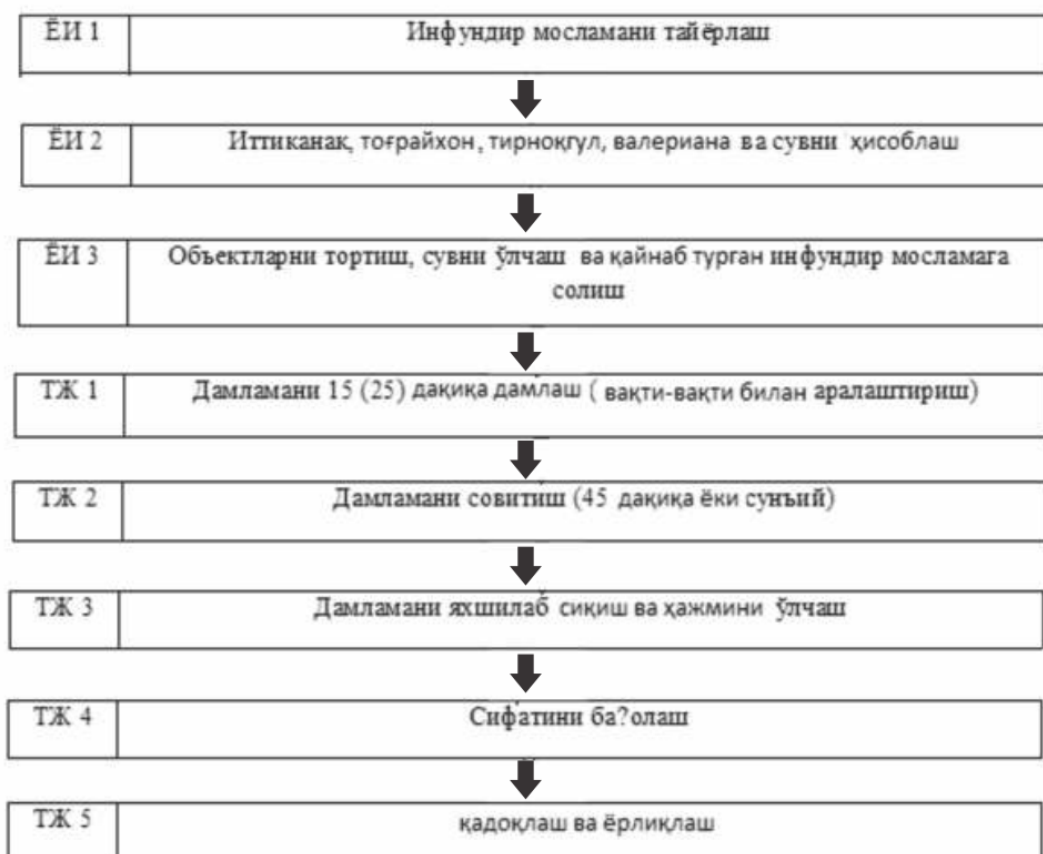 ЁИ 1 Инфундир мосламани тайёрлаш
ЁИ 2 Иттиканак, тоғрайхон, тирноқгул, валериана ва сувни ҳисоблаш
ЁИ 3 Объектларни тортиш, сувни ўлчаш ва қайнаб турган инфундир мосламага
солиш
ТЖ 1 Дамламани 15 (25) дақиқа дамлаш ( вақти-вақти билан аралаштириш)
ТЖ 2 Дамламани совитиш (45 дақиқа ёки сунъий)
ТЖ 3 Дамламани яхшилаб сиқиш ва ҳажмини ўлчаш
ТЖ 4 Сифатини ба?олаш
ТЖ 5 қадоқлаш ва ёрлиқлаш